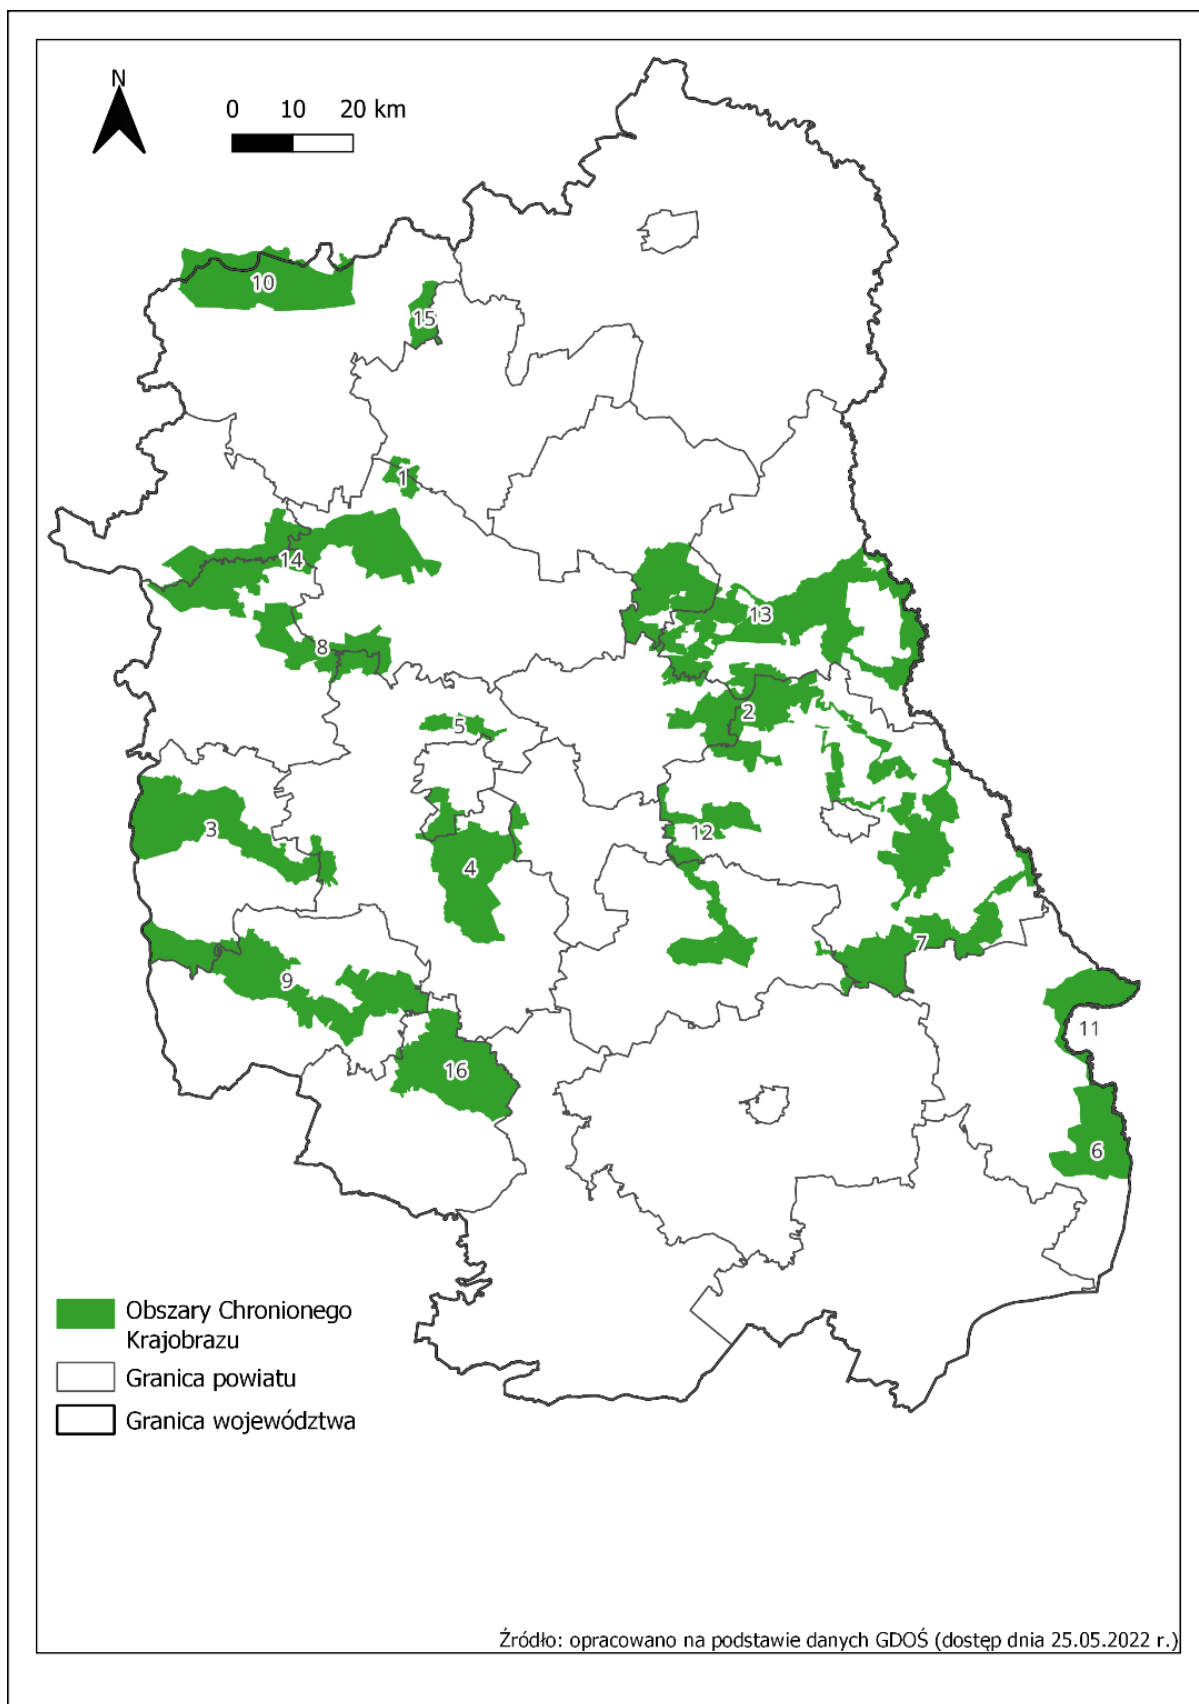 N
0 10 20 km
10
15
1
14
13
8
2
5
3
12
4
7
9
11
16
6
Obszary Chronionego
Krajobrazu
Granica powiatu
Granica województwa
Źródło: opracowano na podstawie danych GDOŚ (dostęp dnia 25.05.2022 r.)